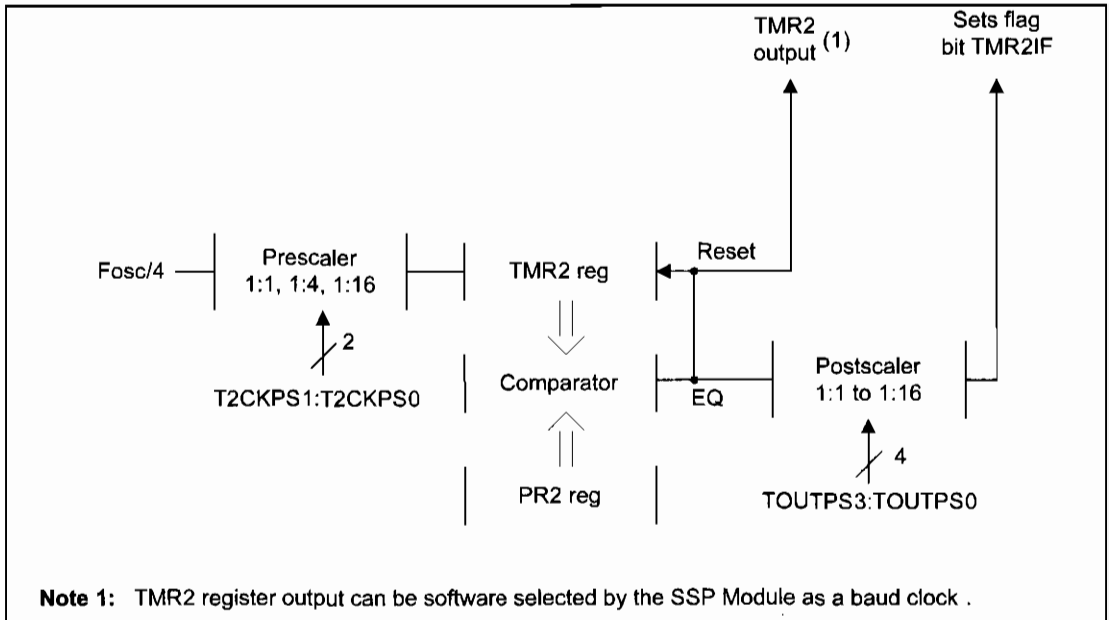 TMR2
output (1)
Sets flag
bit TMR2IF
Fosc/4
Prescaler
1:1, 1:4, 1:16
2
T2CKPS1:T2CKPS0
TMR2 reg
Reset
Comparator
EQ
PR2 reg
Postscaler
1:1 to 1:16
4
TOUTPS3:TOUTPS0
Note 1: TMR2 register output can be software selected by the SSP Module as a baud clock .